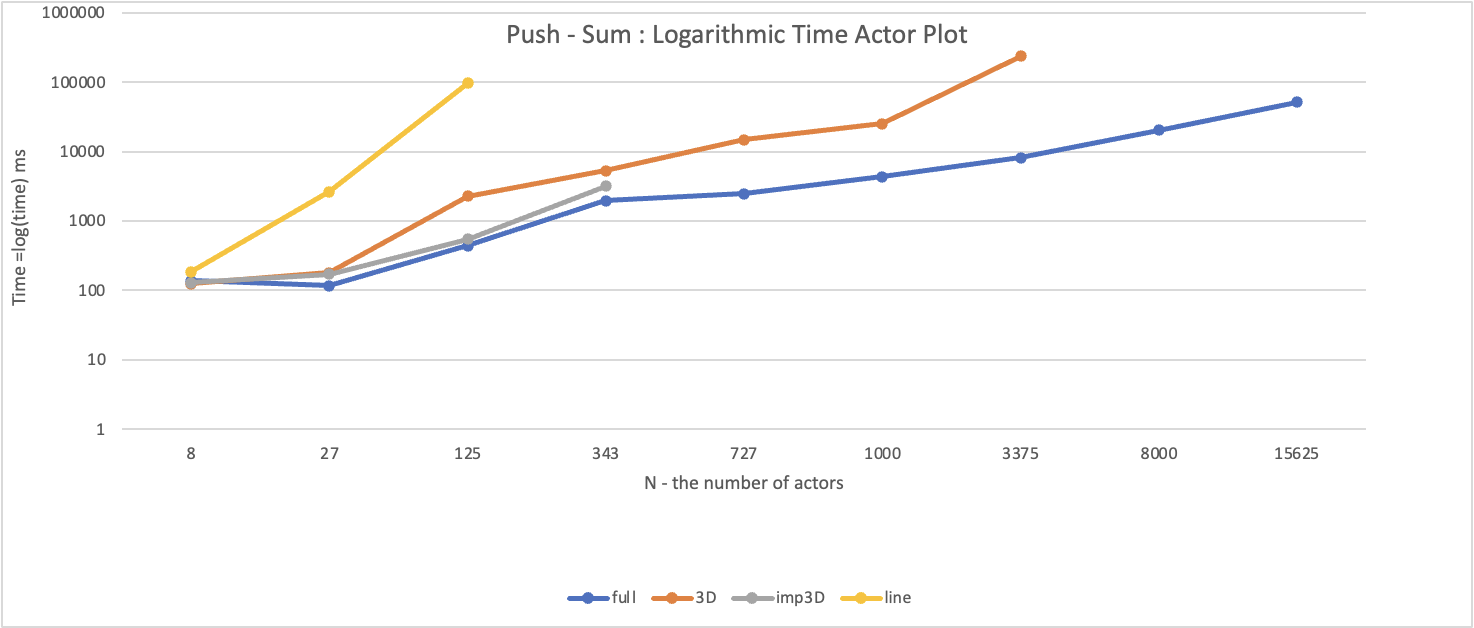 Push - Sum : Logarithmic Time Actor Plot
Time =log(time) ms
1000000
100000
10000
1000
100
10
1
8 27 125 343 727 1000 3375 8000 15625
N - the number of actors
full 3D imp3D line